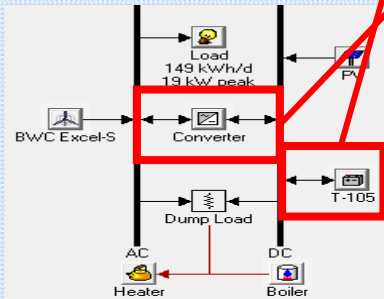 Load
149 kWh/d
19 kW peak
PV
BWC Excel-S
Converter
T-105
Dump Load
AC
DC
Heater
Boiler